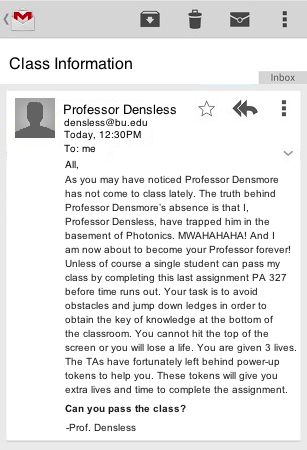 Class Information
Inbox
Professor Densless
densless@bu.edu
Today, 12:30PM
To: me
All,
As you may have noticed Professor Densmore
has not come to class lately. The truth behind
Professor Densmore's absence is that I,
Professor Densless, have trapped him in the
basement of Photonics. MWAHAHAHA! And I
am now about to become your Professor forever!
Unless of course a single student can pass my
class by completing this last assignment PA 327
before time runs out. Your task is to avoid
obstacles and jump down ledges in order to
obtain the key of knowledge at the bottom of
the classroom. You cannot hit the top of the
screen or you will lose a life. You are given 3 lives.
The TAs have fortunately left behind power-up
tokens to help you. These tokens will give you
extra lives and time to complete the assignment.
Can you pass the class?
-Prof. Densless